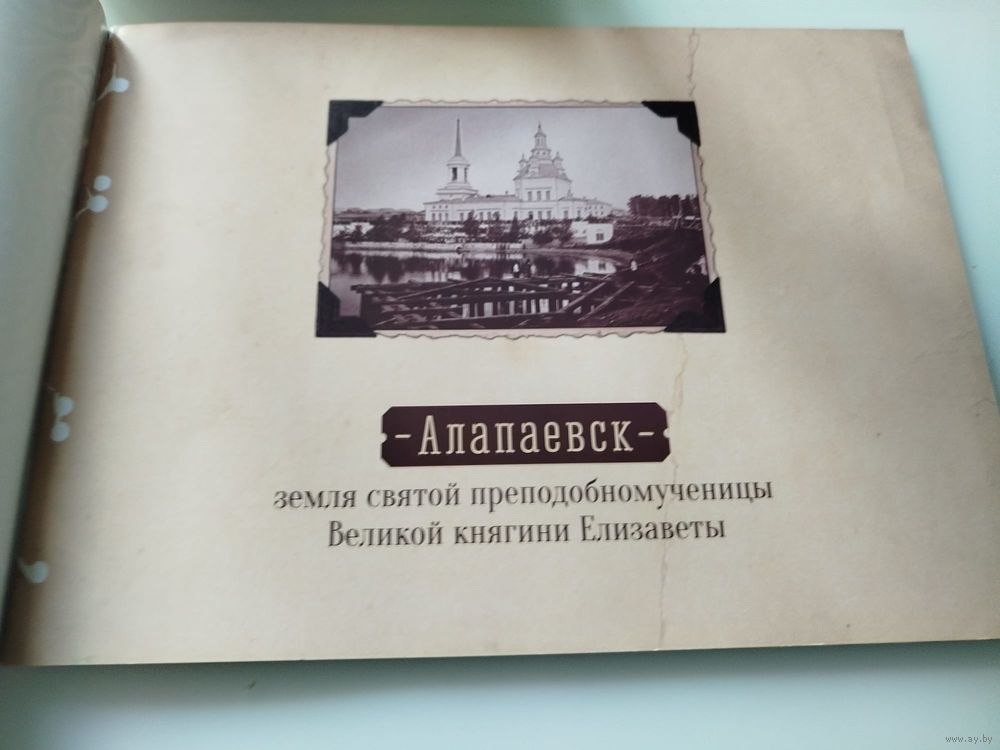 -Алапаевск-
земля святой преподобномученицы
Великой княгини Елизаветы
www.ay.by